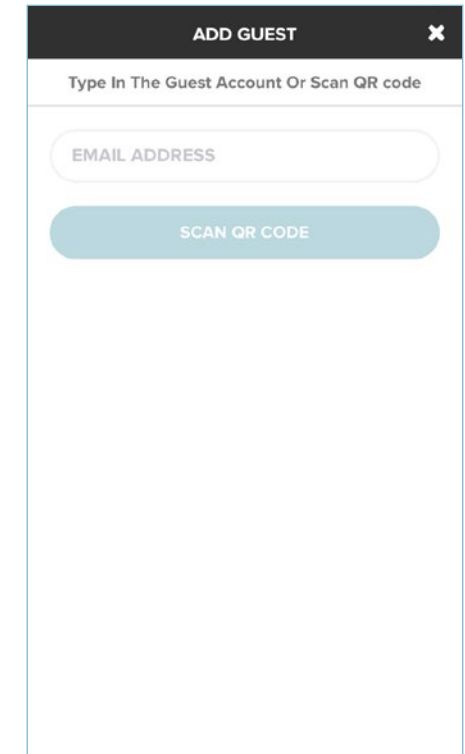 ADD GUEST
Type In The Guest Account Or Scan QR code
EMAIL ADDRESS
SCAN QR CODE